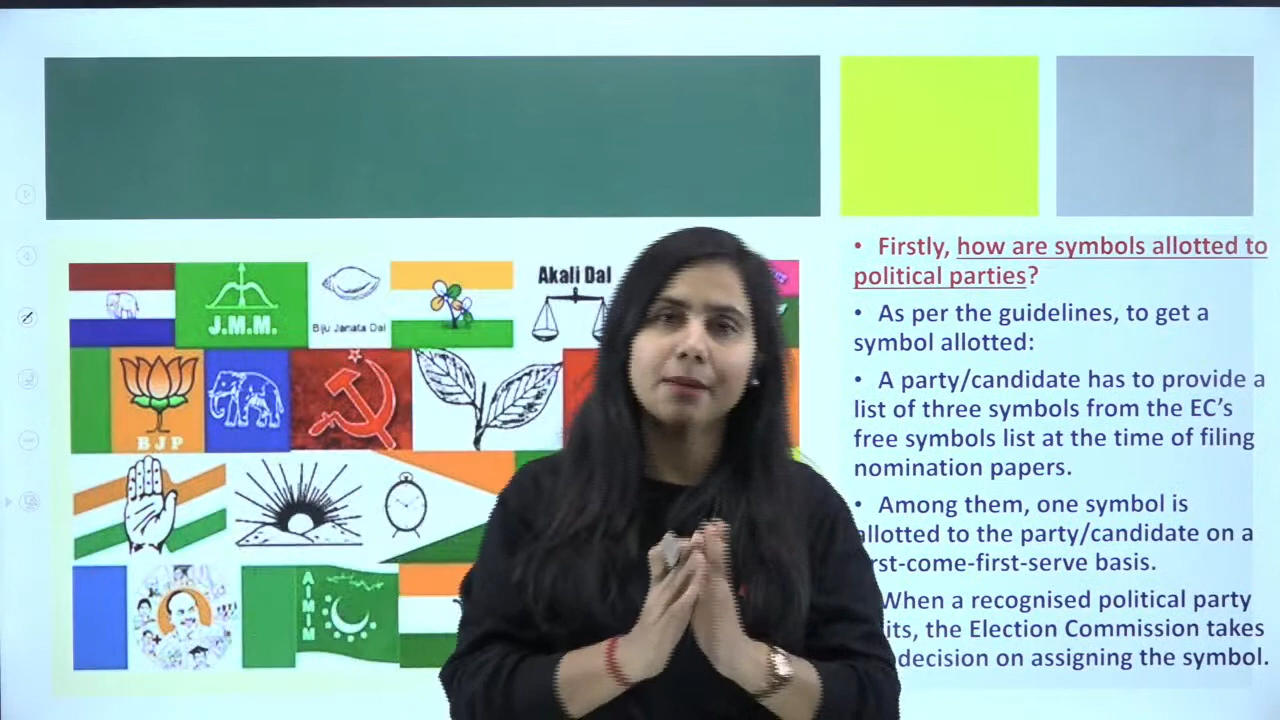 Akali Dal
J.M.M.
Biju Janata Dal
BJP
AIMIM
• Firstly, how are symbols allotted to
political parties?
• As per the guidelines, to get a
symbol allotted:
• A party/candidate has to provide a
list of three symbols from the EC’s
free symbols list at the time of filing
nomination papers.
• Among them, one symbol is
allotted to the party/candidate on a
rst-come-first-serve basis.
When a recognised political party
its, the Election Commission takes
decision on assigning the symbol.